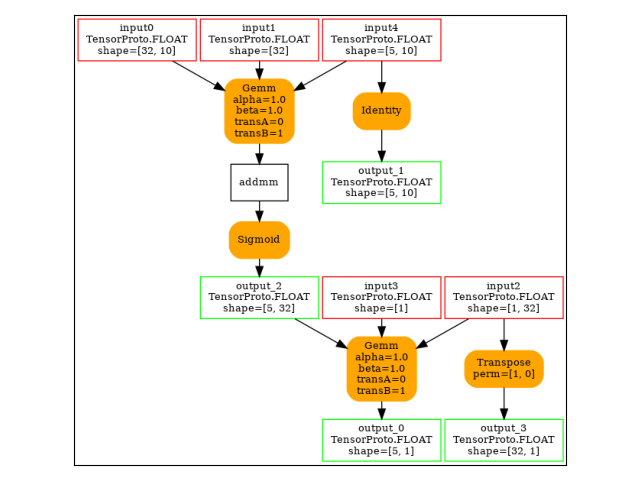 input0
TensorProto.FLOAT
shape=[32, 10]
input1
TensorProto.FLOAT
shape=[32]
input4
TensorProto.FLOAT
shape=[5, 10]
Gemm
alpha=1.0
beta=1.0
transA=0
transB=1
Identity
addmm
output_1
TensorProto.FLOAT
shape=[5, 10]
Sigmoid
output_2
TensorProto.FLOAT
shape=[5, 32]
input3
TensorProto.FLOAT
shape=[1]
input2
TensorProto.FLOAT
shape=[1, 32]
Gemm
alpha=1.0
beta=1.0
transA=0
transB=1
Transpose
perm=[1, 0]
output_0
TensorProto.FLOAT
shape=[5, 1]
output_3
TensorProto.FLOAT
shape=[32, 1]